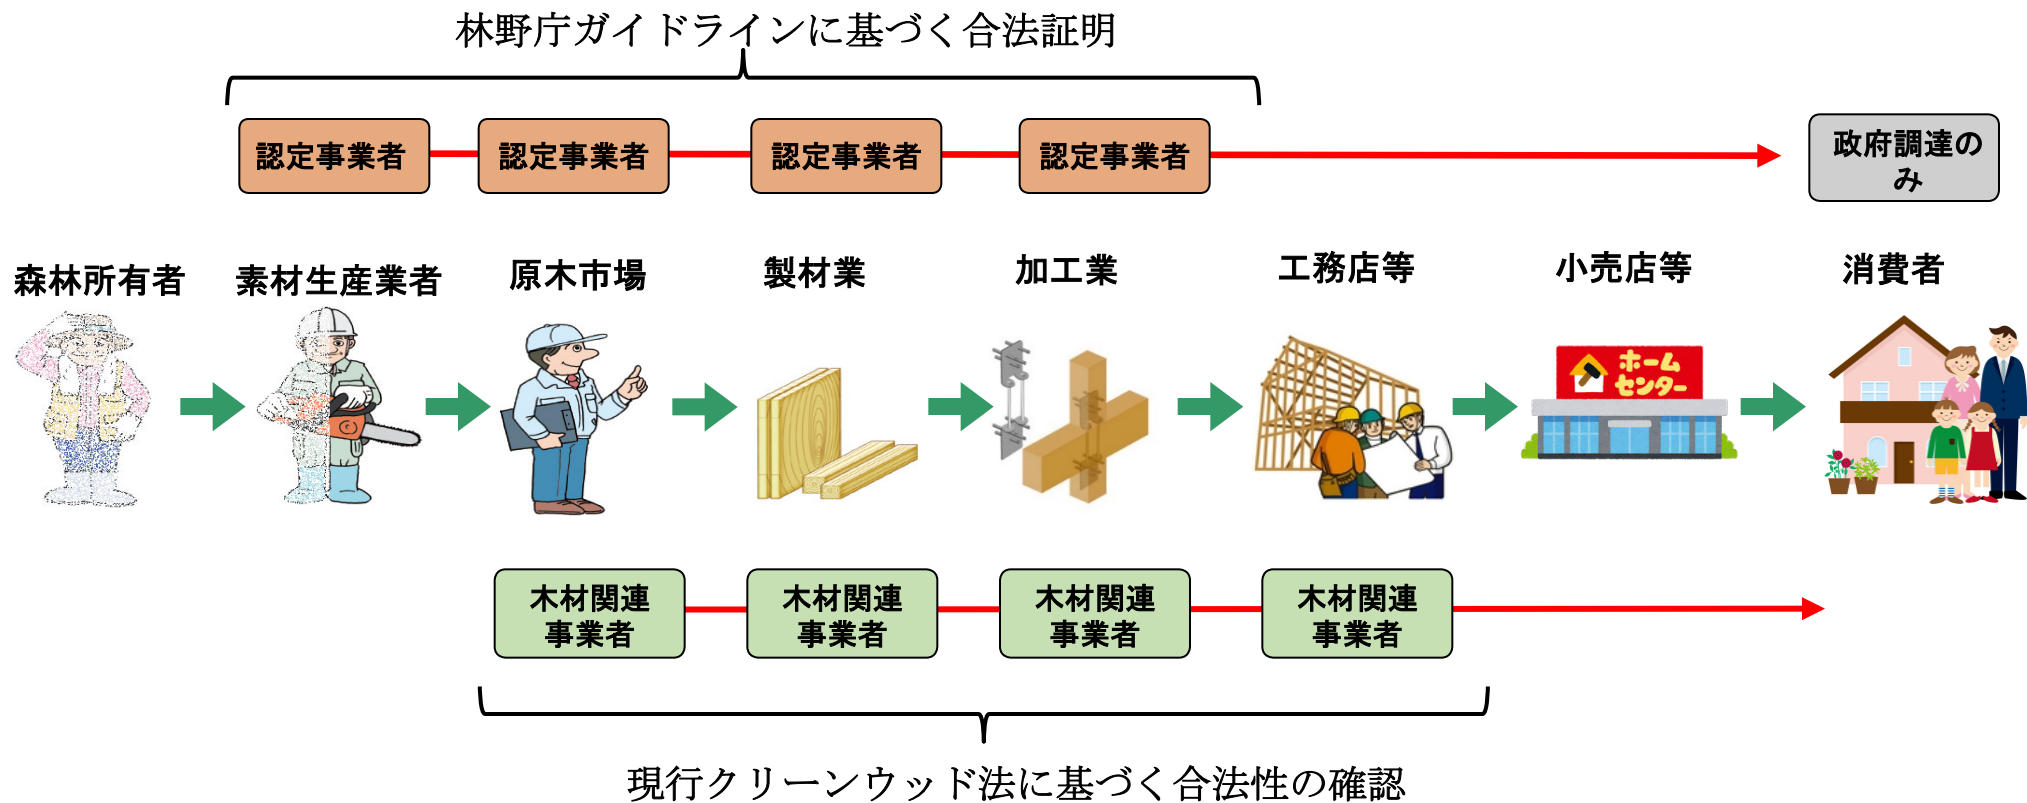 林野庁ガイドラインに基づく合法証明
認定事業者
認定事業者
認定事業者
認定事業者
政府調達の
み
森林所有者
素材生産業者
原木市場
製材業
加工業
工務店等
小売店等
消費者
ホーム
センター
木材関連
事業者
木材関連
事業者
木材関連
事業者
木材関連
事業者
現行クリーンウッド法に基づく合法性の確認